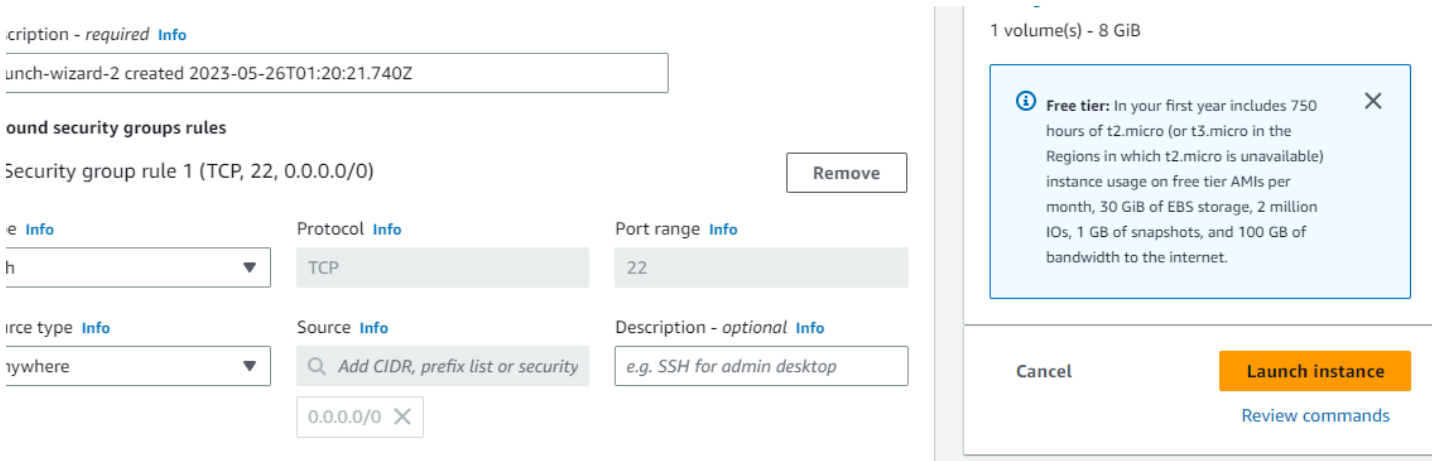 cription - required Info
unch-wizard-2 created 2023-05-26T01:20:21.740Z
ound security groups rules
Security group rule 1 (TCP, 22, 0.0.0.0/0)
Remove
e Info
Protocol Info
Port range Info
h
TCP
22
rce type Info
Source Info
Description - optional Info
nywhere
Add CIDR, prefix list or security
e.g. SSH for admin desktop
0.0.0.0/0
1 volume(s) - 8 GiB
Free tier: In your first year includes 750
hours of t2.micro (or t3.micro in the
Regions in which t2.micro is unavailable)
instance usage on free tier AMIs per
month, 30 GiB of EBS storage, 2 million
IOs, 1 GB of snapshots, and 100 GB of
bandwidth to the internet.
Cancel
Launch instance
Review commands